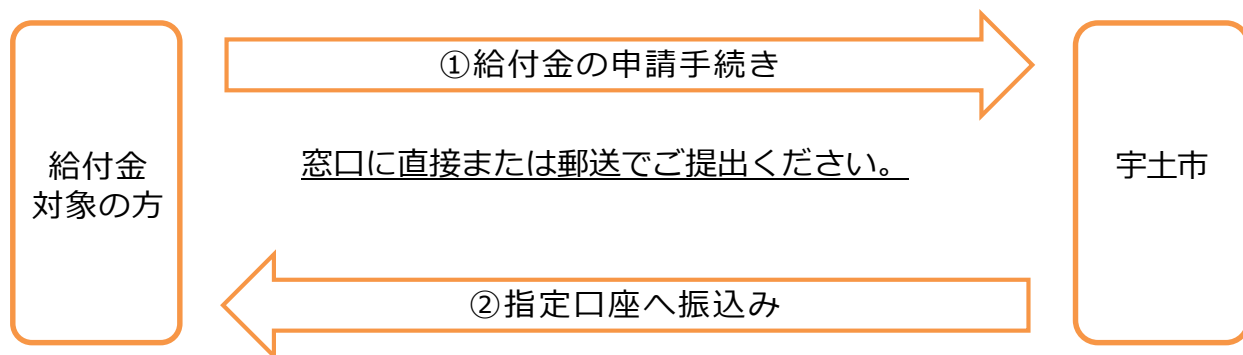 ①給付金の申請手続き
給付金
対象の方
窓口に直接または郵送でご提出ください。
宇土市
②指定口座へ振込み